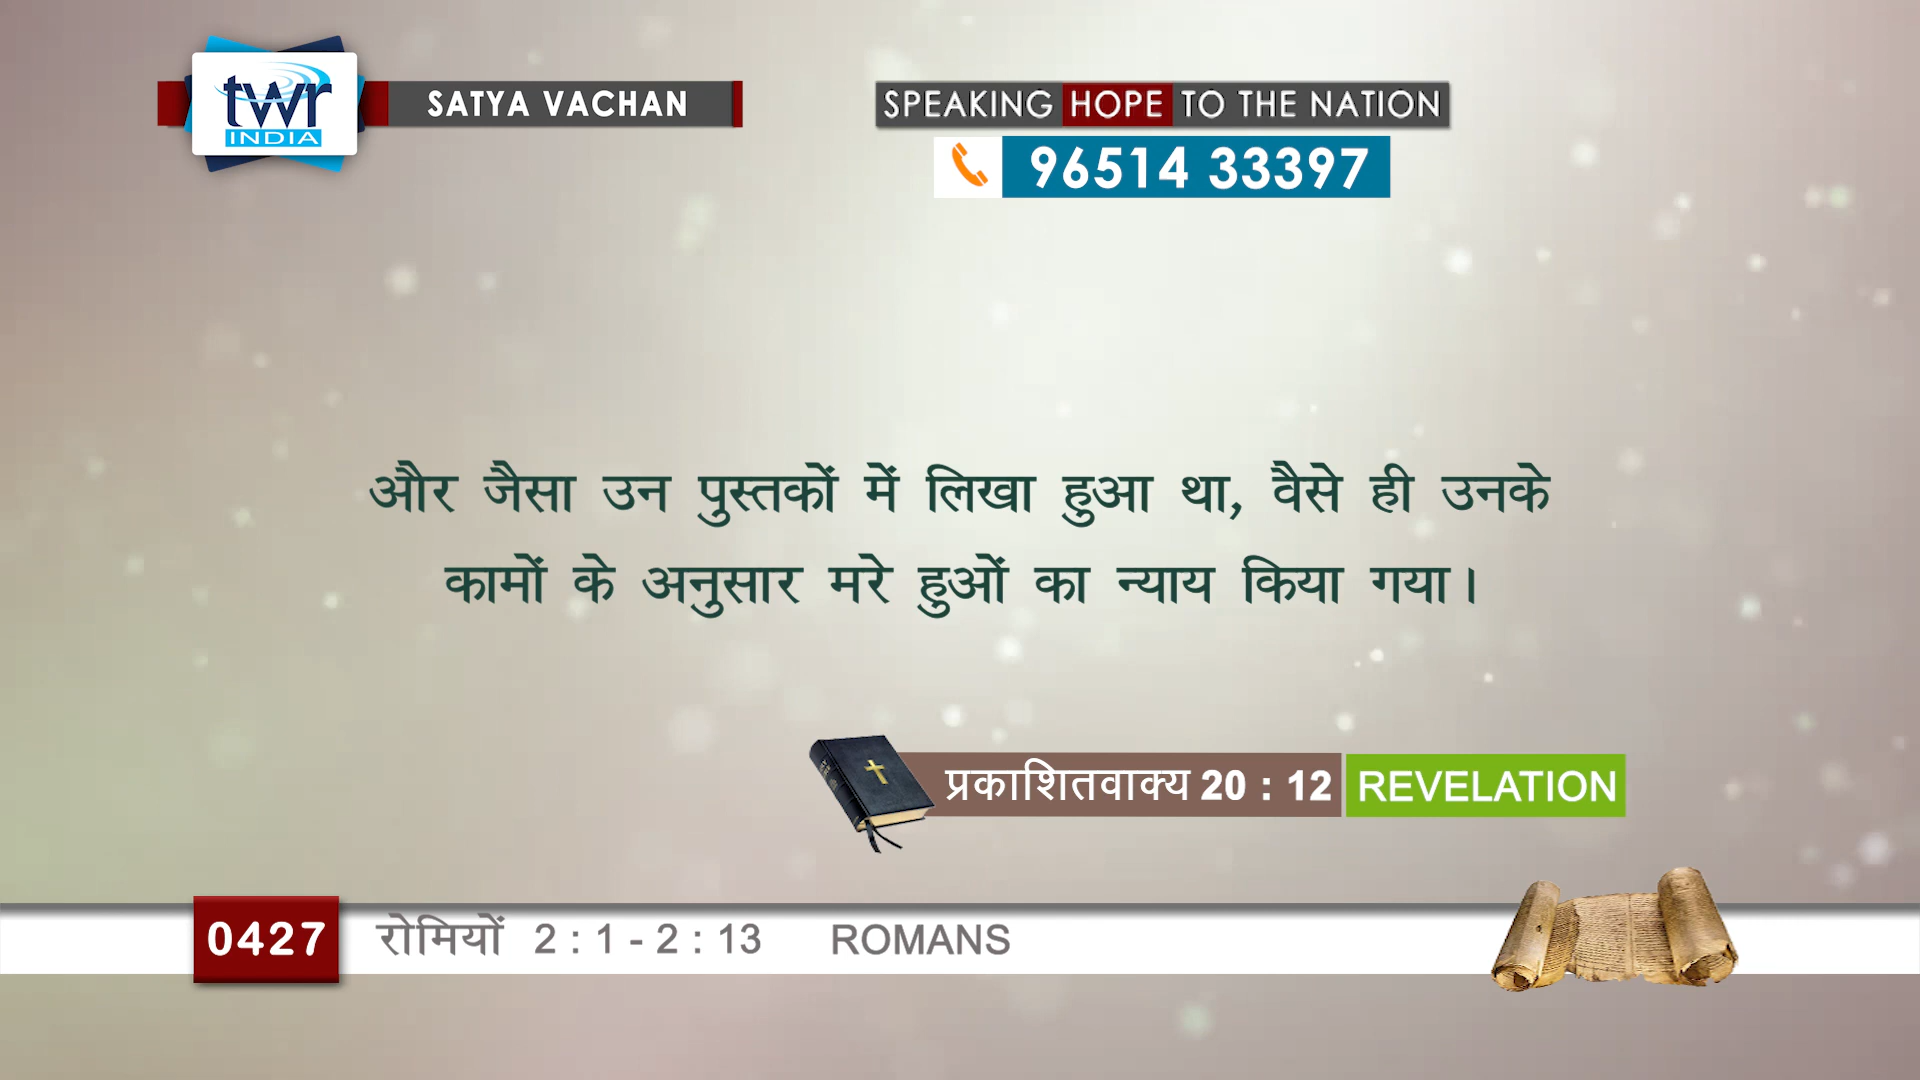 twr
INDIA
SATYA VACHAN
SPEAKING HOPE TO THE NATION
96514 33397
और जैसा उन पुस्तकों में लिखा हुआ था, वैसे ही उनके
कामों के अनुसार मरे हुओं का न्याय किया गया।
प्रकाशितवाक्य 20 : 12 REVELATION
0427 रोमियों 2 : 1 - 2 : 13 ROMANS